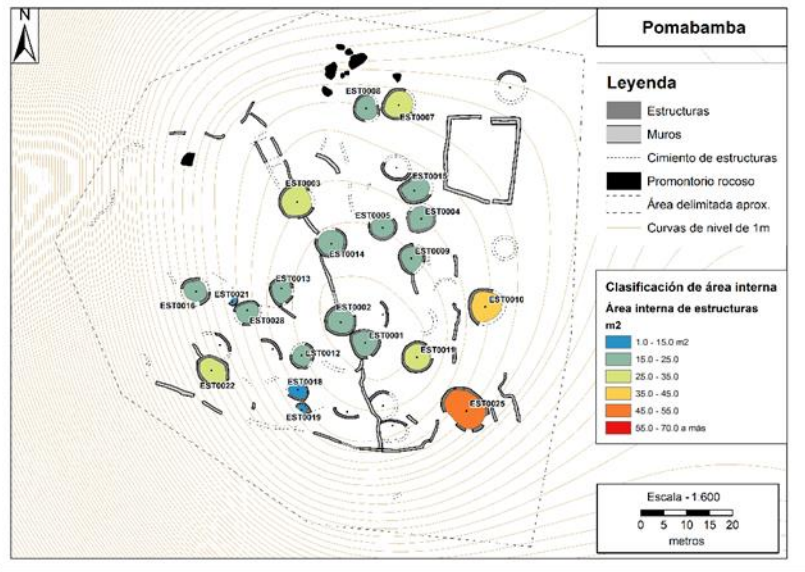 N
Pomabamba
Leyenda
Estructuras
Muros
Cimiento de estructuras
Promontorio rocoso
Área delimitada aprox.
Curvas de nivel de 1m
EST0008
EST0007
EST0003
EST0015
EST0005
EST0004
EST0014
EST0009
EST0013
EST0016
EST0021
EST0028
EST0002
EST0010
EST0001
EST0012
EST0011
EST0022
EST0018
EST0019
EST0025
Clasificación de área interna
Área interna de estructuras
m2
1.0 - 15.0 m2
15.0 - 25.0
25.0 - 35.0
35.0 - 45.0
45.0 - 55.0
55.0 - 70.0 a más
Escala - 1:600
0 5 10 15 20
metros